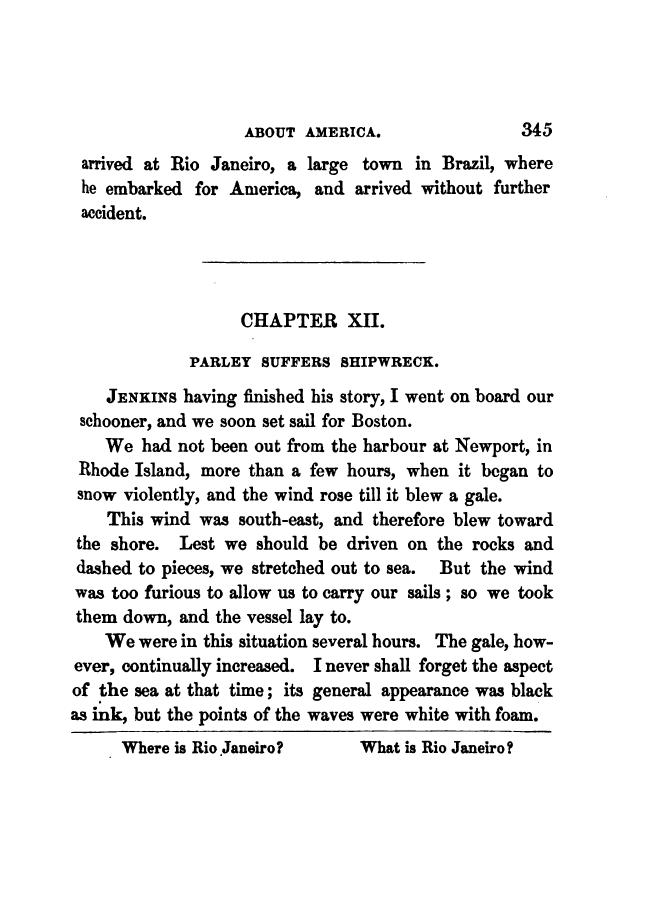 ABOUT AMERICA. 345
arrived at Rio Janeiro, a large town in Brazil, where
he embarked for America, and arrived without further
accident.
CHAPTER XII.
PARLEY SUFFERS SHIPWRECK.
JENKINS having finished his story, I went on board our
schooner, and we soon set sail for Boston.
We had not been out from the harbour at Newport, in
Rhode Island, more than a few hours, when it began to
snow violently, and the wind rose till it blew a gale.
This wind was south-east, and therefore blew toward
the shore. Lest we should be driven on the rocks and
dashed to pieces, we stretched out to sea. But the wind
was too furious to allow us to carry our sails; so we took
them down, and the vessel lay to.
We were in this situation several hours. The gale, how-
ever, continually increased. I never shall forget the aspect
of the sea at that time; its general appearance was black
as ink, but the points of the waves were white with foam.
Where is Rio Janeiro? What is Rio Janeiro?